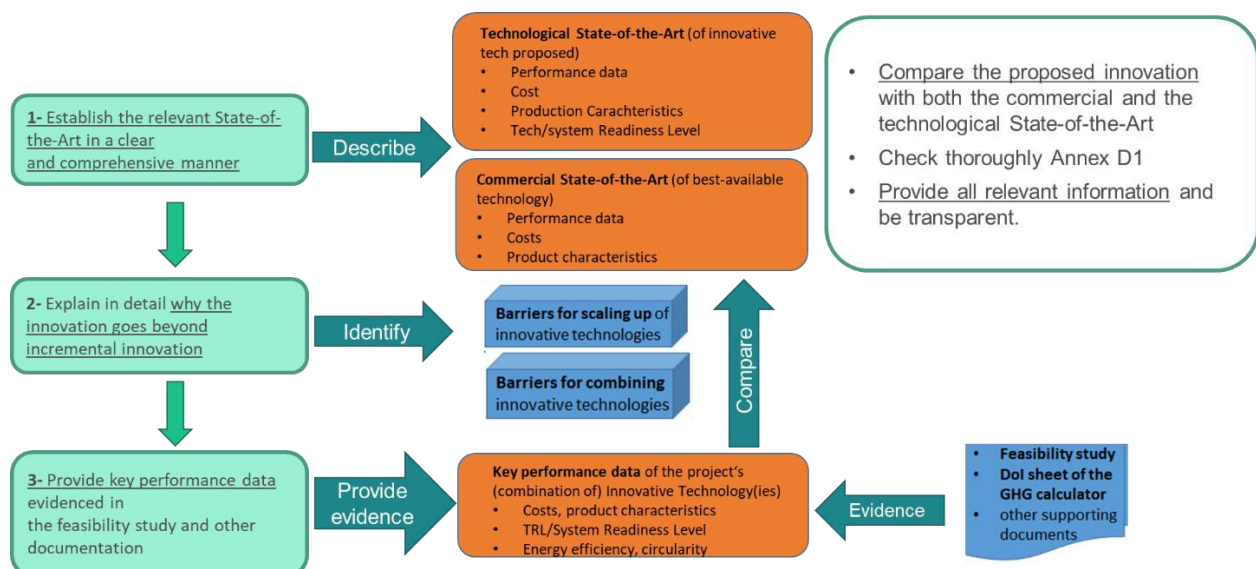 1- Establish the relevant State-of-
the-Art in a clear
and comprehensive manner
Describe
Technological State-of-the-Art (of innovative
tech proposed)
• Performance data
• Cost
• Production Carachteristics
• Tech/system Readiness Level
Commercial State-of-the-Art (of best-available
technology)
• Performance data
• Costs
• Product characteristics
• Compare the proposed innovation
with both the commercial and the
technological State-of-the-Art
• Check thoroughly Annex D1
• Provide all relevant information and
be transparent.
2- Explain in detail why the
innovation goes beyond
incremental innovation
Identify
Barriers for scaling up of
innovative technologies
Barriers for combining
innovative technologies
Compare
3- Provide key performance data
evidenced in
the feasibility study and other
documentation
Provide
evidence
Key performance data of the project's
(combination of) Innovative Technology(ies)
• Costs, product characteristics
• TRL/System Readiness Level
• Energy efficiency, circularity
Evidence
• Feasibility study
• DoI sheet of the
GHG calculator
• other supporting
documents